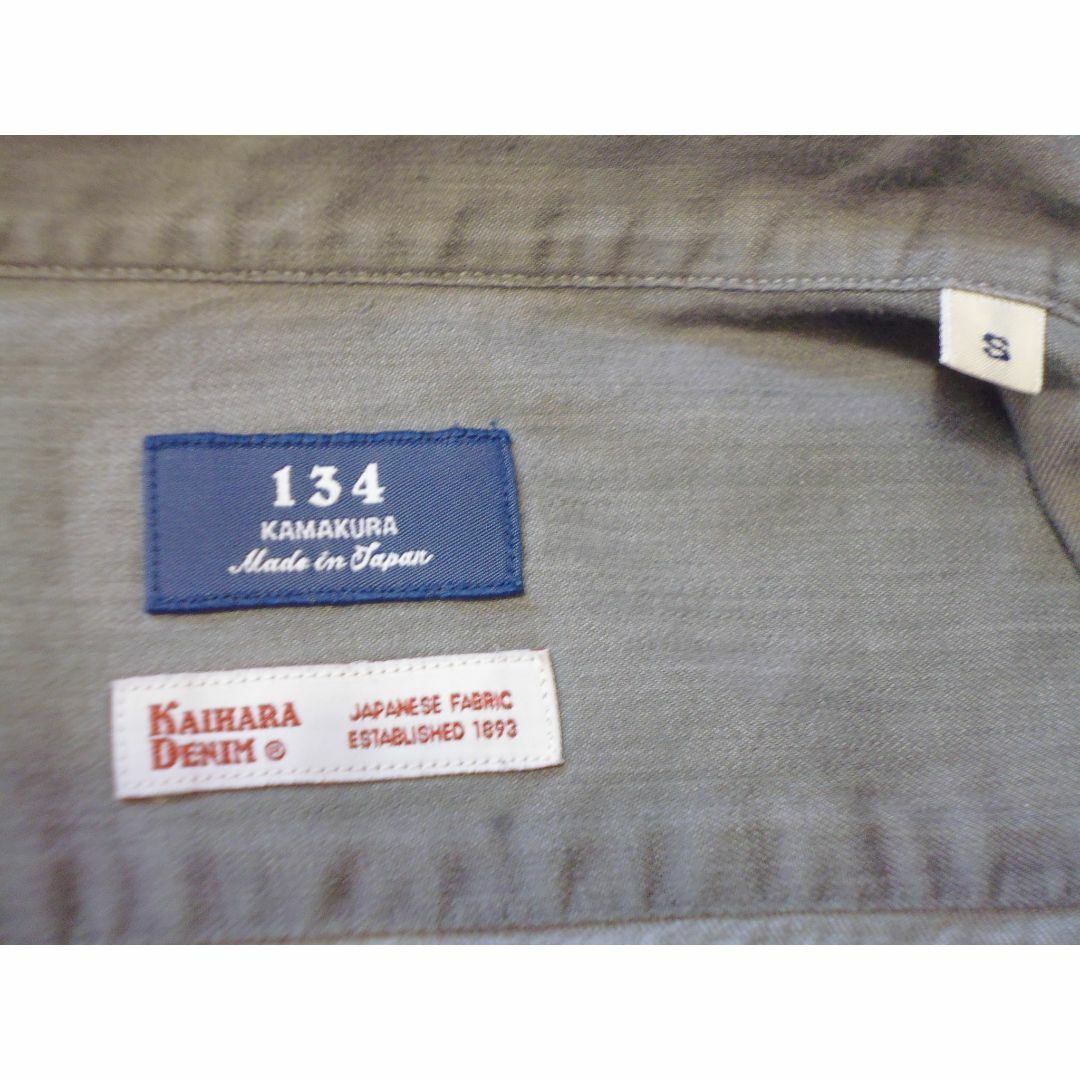 S
134
KAMAKURA
Made in Japan
KAIHARA
DENIM ®
JAPANESE FABRIC
ESTABLISHED 1893